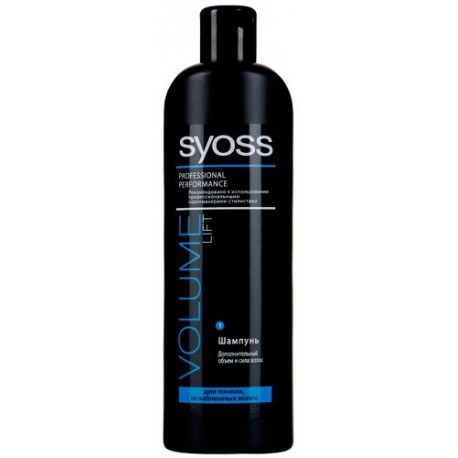 syoss
PROFESSIONAL
PERFORMANCE
Рекомендовано к использованию
профессиональными
парикмахерами-стилистами
VOLUME
LIFT
1
Шампунь
Дополнительный
объем и сила волос
для тонких,
ослабленных волос